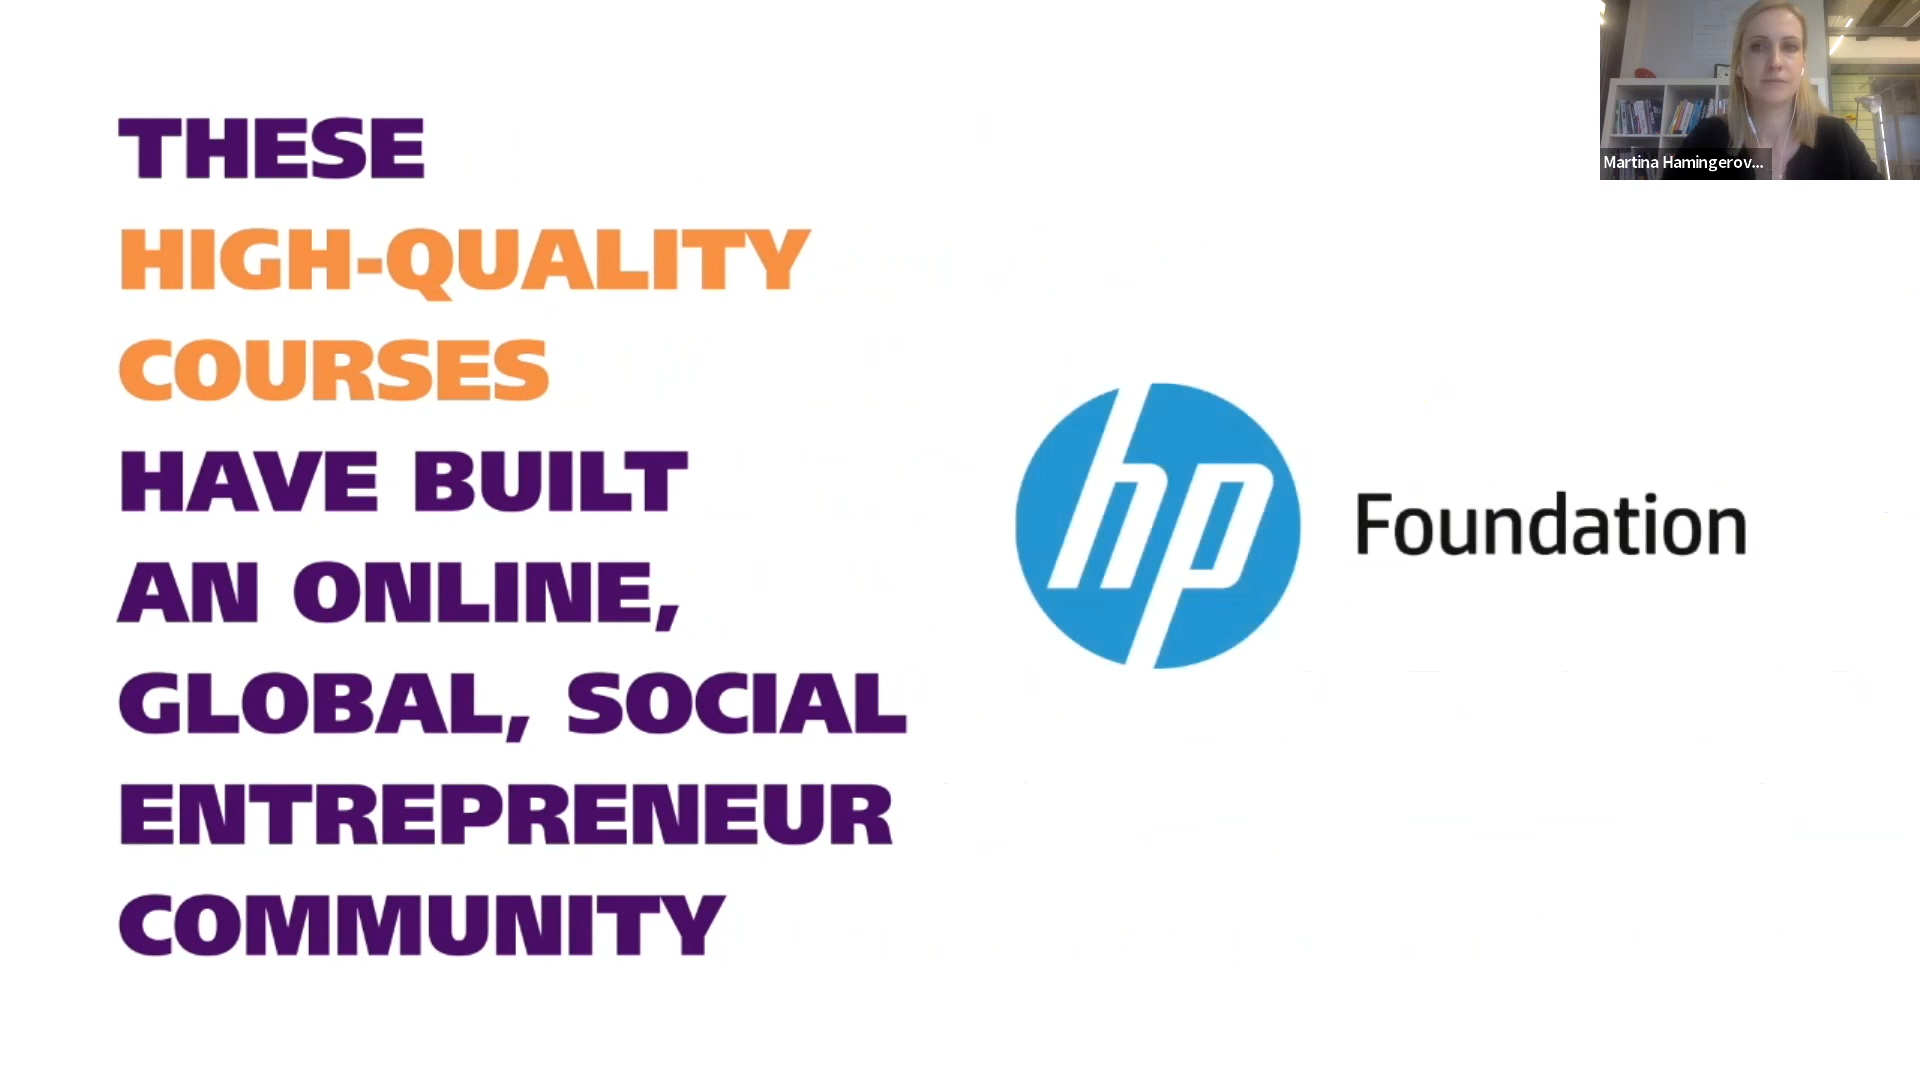 THESE
HIGH-QUALITY
COURSES
HAVE BUILT
AN ONLINE,
GLOBAL, SOCIAL
ENTREPRENEUR
COMMUNITY
hp Foundation
Martina Hamingerov...